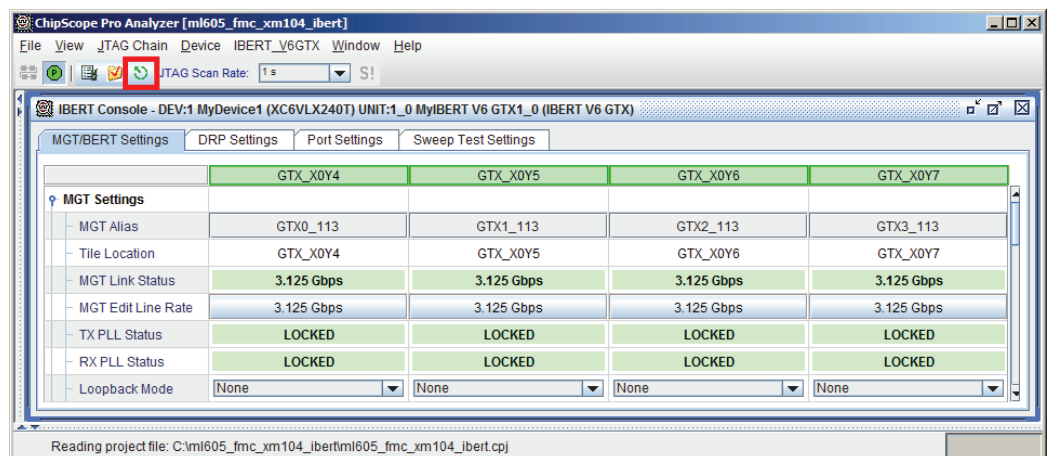 ChipScope Pro Analyzer [ml605_fmc_xm104_ibert]
File View JTAG Chain Device IBERT_V6GTX Window Help
JTAG Scan Rate: 1 s S!
IBERT Console - DEV:1 MyDevice1 (XC6VLX240T) UNIT:1_0 MyIBERT V6 GTX1_0 (IBERT V6 GTX)
MGT/BERT Settings DRP Settings Port Settings Sweep Test Settings
GTX_X0Y4 GTX_X0Y5 GTX_X0Y6 GTX_X0Y7
MGT Settings
MGT Alias GTX0_113 GTX1_113 GTX2_113 GTX3_113
Tile Location GTX_X0Y4 GTX_X0Y5 GTX_X0Y6 GTX_X0Y7
MGT Link Status 3.125 Gbps 3.125 Gbps 3.125 Gbps 3.125 Gbps
MGT Edit Line Rate 3.125 Gbps 3.125 Gbps 3.125 Gbps 3.125 Gbps
TX PLL Status LOCKED LOCKED LOCKED LOCKED
RX PLL Status LOCKED LOCKED LOCKED LOCKED
Loopback Mode None None None None
Reading project file: C:\ml605_fmc_xm104_ibert\ml605_fmc_xm104_ibert.cpj